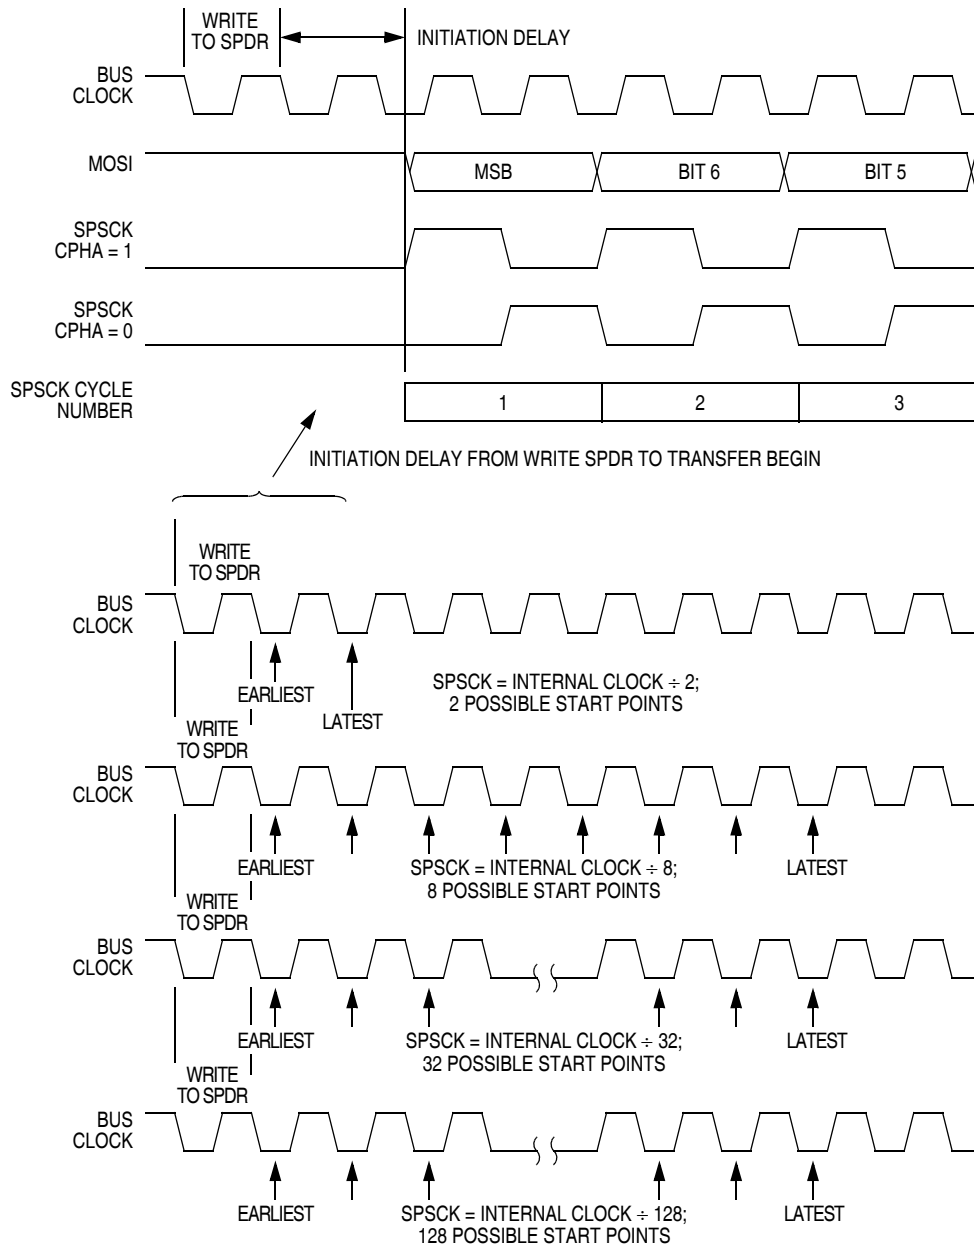 WRITE
TO SPDR
INITIATION DELAY
BUS
CLOCK
MOSI
MSB
BIT 6
BIT 5
SPSCK
CPHA = 1
SPSCK
CPHA = 0
SPSCK CYCLE
NUMBER
1
2
3
INITIATION DELAY FROM WRITE SPDR TO TRANSFER BEGIN
WRITE
TO SPDR
BUS
CLOCK
EARLIEST
LATEST
SPSCK = INTERNAL CLOCK ÷ 2;
2 POSSIBLE START POINTS
WRITE
TO SPDR
BUS
CLOCK
EARLIEST
SPSCK = INTERNAL CLOCK ÷ 8;
8 POSSIBLE START POINTS
LATEST
WRITE
TO SPDR
BUS
CLOCK
EARLIEST
SPSCK = INTERNAL CLOCK ÷ 32;
32 POSSIBLE START POINTS
LATEST
WRITE
TO SPDR
BUS
CLOCK
EARLIEST
SPSCK = INTERNAL CLOCK ÷ 128;
128 POSSIBLE START POINTS
LATEST